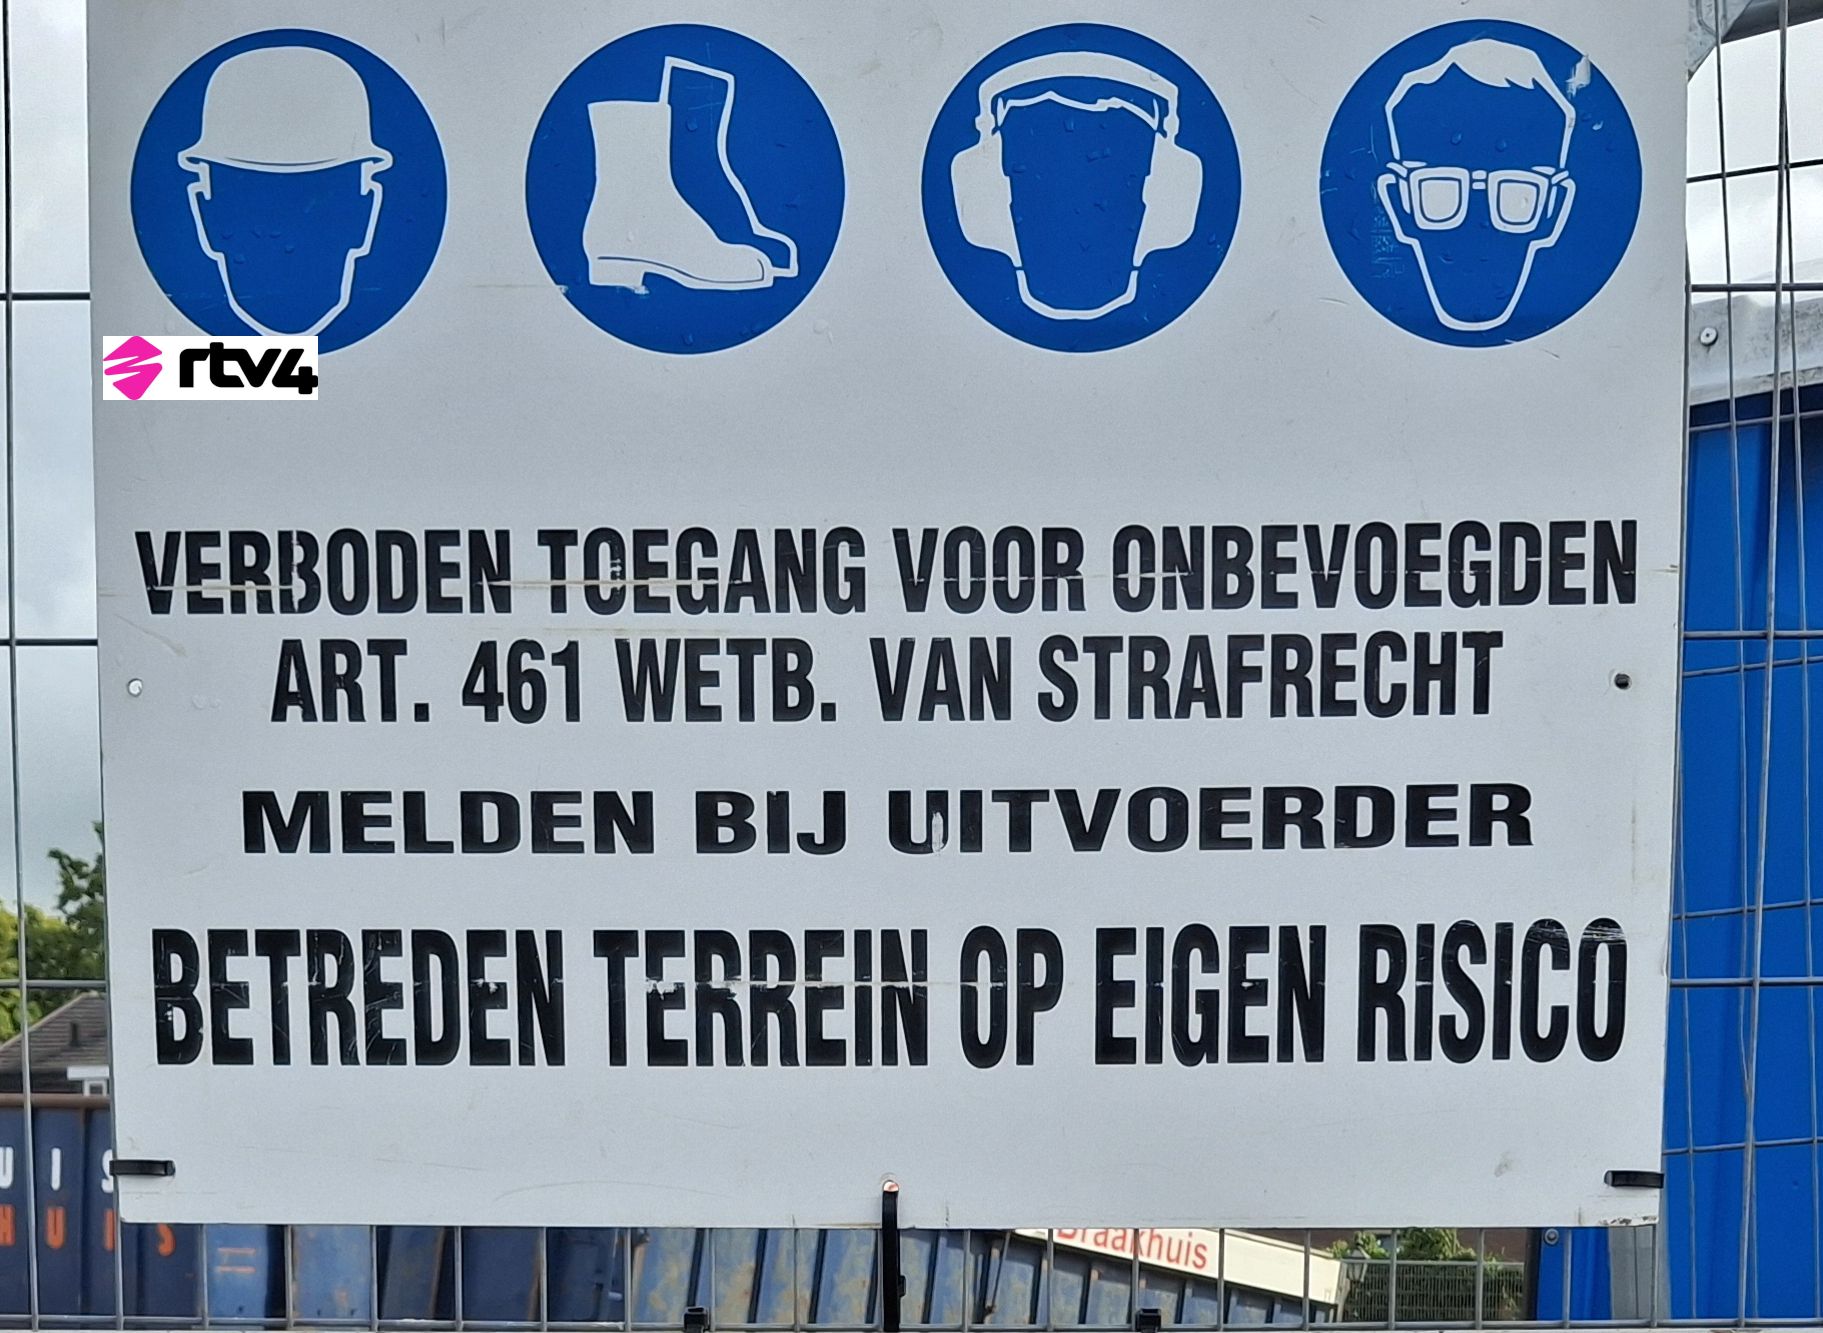 rtv4
VERBODEN TOEGANG VOOR ONBEVOEGDEN
ART. 461 WETB. VAN STRAFRECHT
MELDEN BIJ UITVOERDER
BETREDEN TERREIN OP EIGEN RISICO
Braakhuis